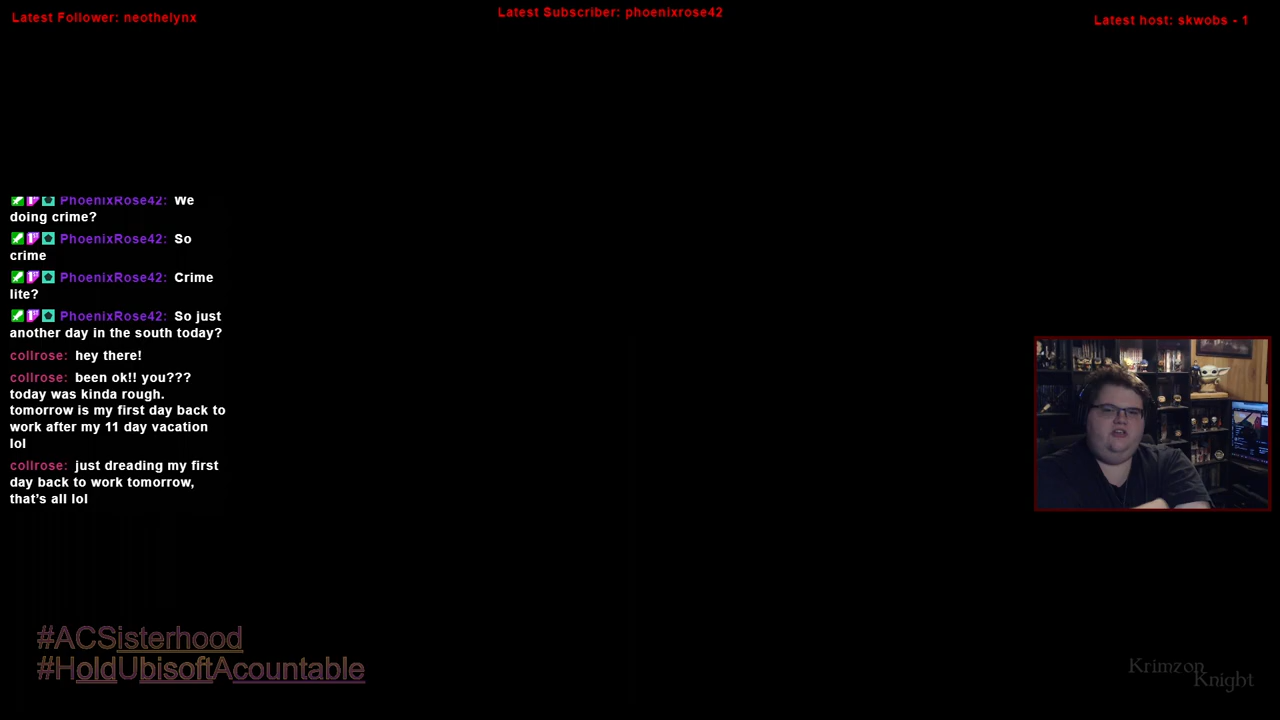 Latest Follower: neothelynx
Latest Subscriber: phoenixrose42
Latest host: skwobs - 1
PhoenixRose42: We
doing crime?
PhoenixRose42: So
crime
PhoenixRose42: Crime
lite?
PhoenixRose42: So just
another day in the south today?
collrose: hey there!
collrose: been ok!! you???
today was kinda rough.
tomorrow is my first day back to
work after my 11 day vacation
lol
collrose: just dreading my first
day back to work tomorrow,
that's all lol
#ACSisterhood
#HoldUbisoftAcountable
Krimzon
Knight